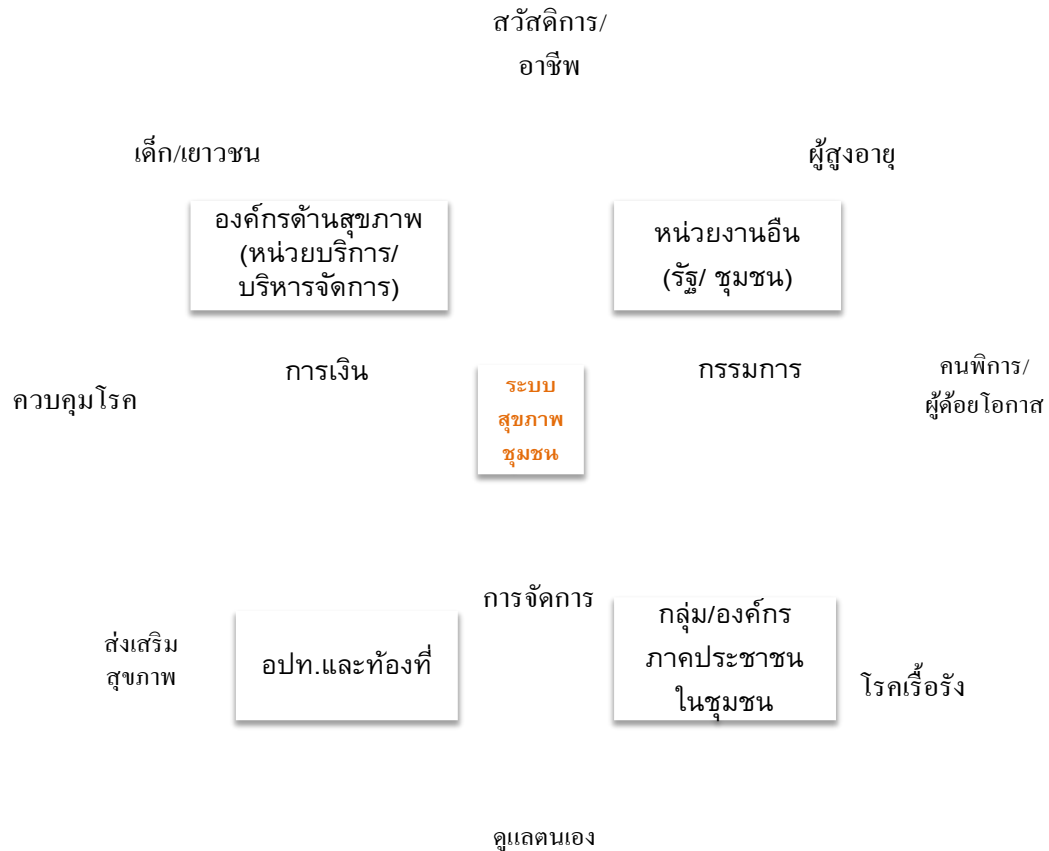 สวัสดิการ/
อาชีพ
เด็ก/เยาวชน
ผู้สูงอายุ
องค์กรด้านสุขภาพ
(หน่วยบริการ/
บริหารจัดการ)
หน่วยงานอื่น
(รัฐ/ ชุมชน)
ควบคุมโรค
การเงิน
ระบบ
สุขภาพ
ชุมชน
กรรมการ
คนพิการ/
ผู้ด้อยโอกาส
การจัดการ
ส่งเสริม
สุขภาพ
อปท.และท้องที่
กลุ่ม/องค์กร
ภาคประชาชน
ในชุมชน
โรคเรื้อรัง
ดูแลตนเอง